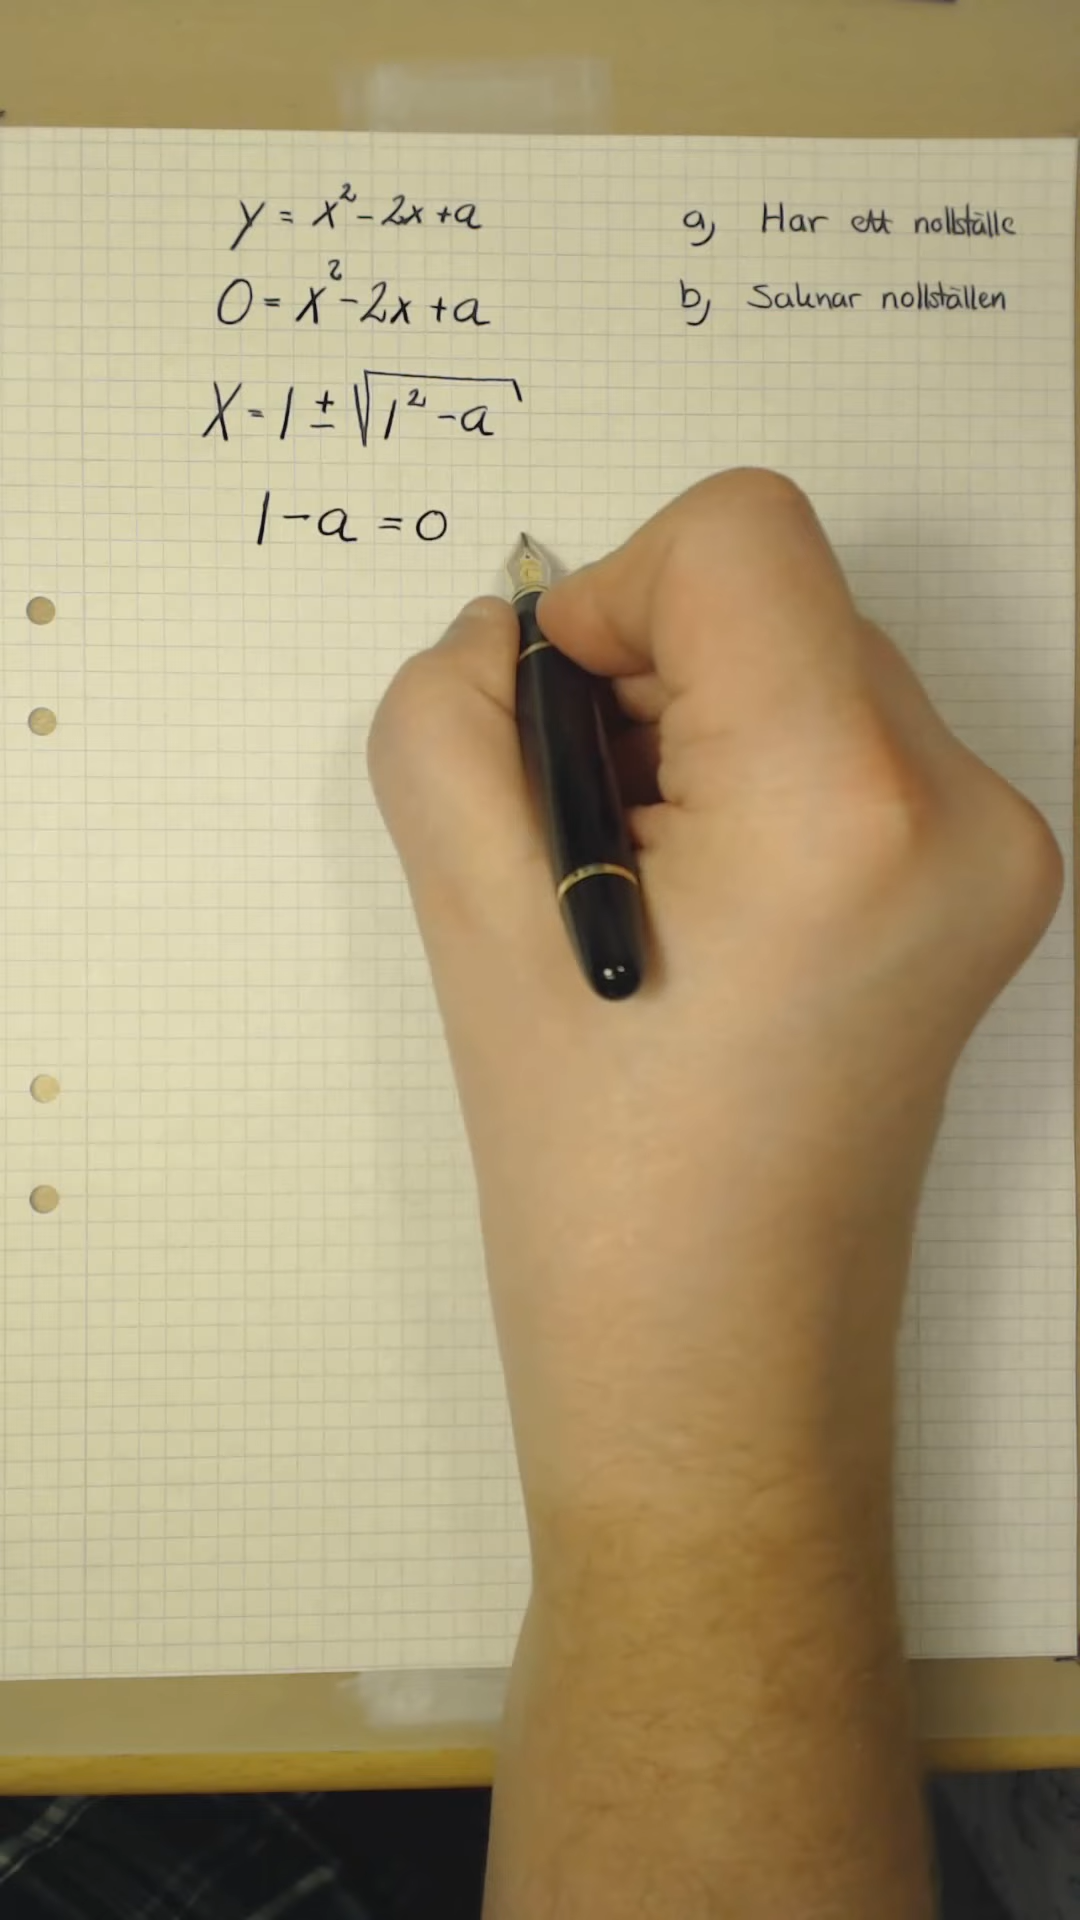 y = x² - 2x + a
0 = x² - 2x + a
x = 1 ± √(1² - a)
1 - a = 0
a) Har ett nollställe
b) Saknar nollställen